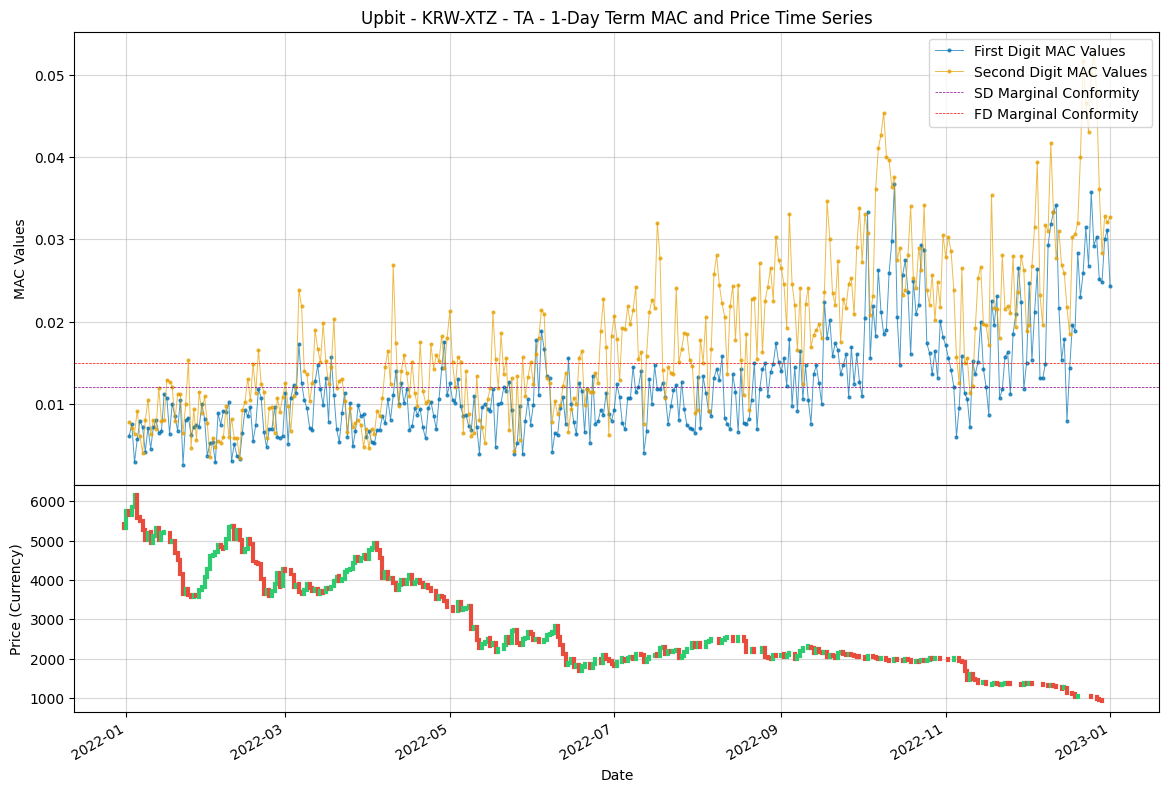 Upbit - KRW-XTZ - TA - 1-Day Term MAC and Price Time Series
First Digit MAC Values
Second Digit MAC Values
SD Marginal Conformity
FD Marginal Conformity
MAC Values
0.05
0.04
0.03
0.02
0.01
Price (Currency)
6000
5000
4000
3000
2000
1000
2022-01
2022-03
2022-05
2022-07
2022-09
2022-11
2023-01
Date